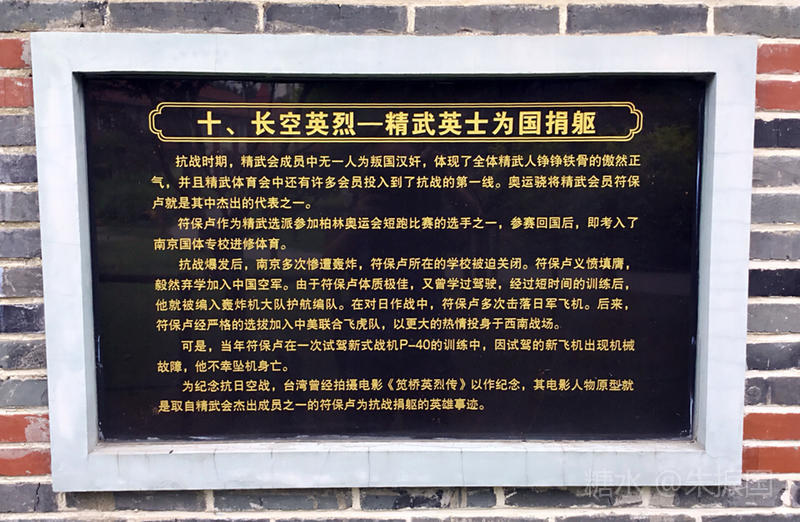 十、长空英烈—精武英士为国捐躯
抗战时期，精武会成员中无一人为叛国汉奸，体现了全体精武人铮铮铁骨的傲然正
气，并且精武体育会中还有许多会员投入到了抗战的第一线。奥运骁将精武会员符保
卢就是其中杰出的代表之一。
符保卢作为精武选派参加柏林奥运会短跑比赛的选手之一，参赛回国后，即考入了
南京国体专校进修体育。
抗战爆发后，南京多次惨遭轰炸，符保卢所在的学校被迫关闭。符保卢义愤填膺，
毅然弃学加入中国空军。由于符保卢体质极佳，又曾学过驾驶，经过短时间的训练后，
他就被编入轰炸机大队护航编队。在对日作战中，符保卢多次击落日军飞机。后来，
符保卢经严格的选拔加入中美联合飞虎队，以更大的热情投身于西南战场。
可是，当年符保卢在一次试驾新式战机P-40的训练中，因试驾的新飞机出现机械
故障，他不幸坠机身亡。
为纪念抗日空战，台湾曾经拍摄电影《笕桥英烈传》以作纪念，其电影人物原型就
是取自精武会杰出成员之一的符保卢为抗战捐躯的英雄事迹。
糖水 @朱振国